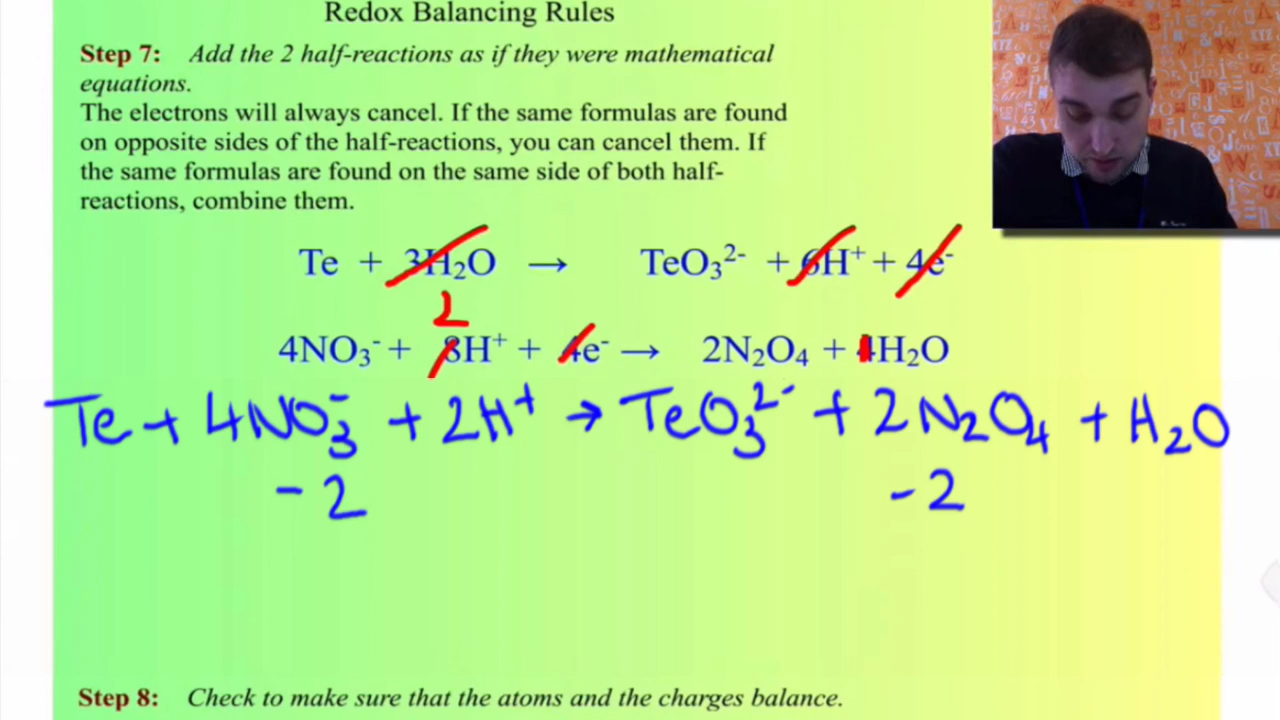 Redox Balancing Rules
Step 7: Add the 2 half-reactions as if they were mathematical
equations.
The electrons will always cancel. If the same formulas are found
on opposite sides of the half-reactions, you can cancel them. If
the same formulas are found on the same side of both half-
reactions, combine them.
Te + 3H₂O → TeO₃²⁻ + 6H⁺ + 4e⁻
2
4NO₃⁻ + 8H⁺ + 4e⁻ → 2N₂O₄ + 4H₂O
Te + 4NO₃⁻ + 2H⁺ → TeO₃²⁻ + 2N₂O₄ + H₂O
-2 -2
Step 8: Check to make sure that the atoms and the charges balance.